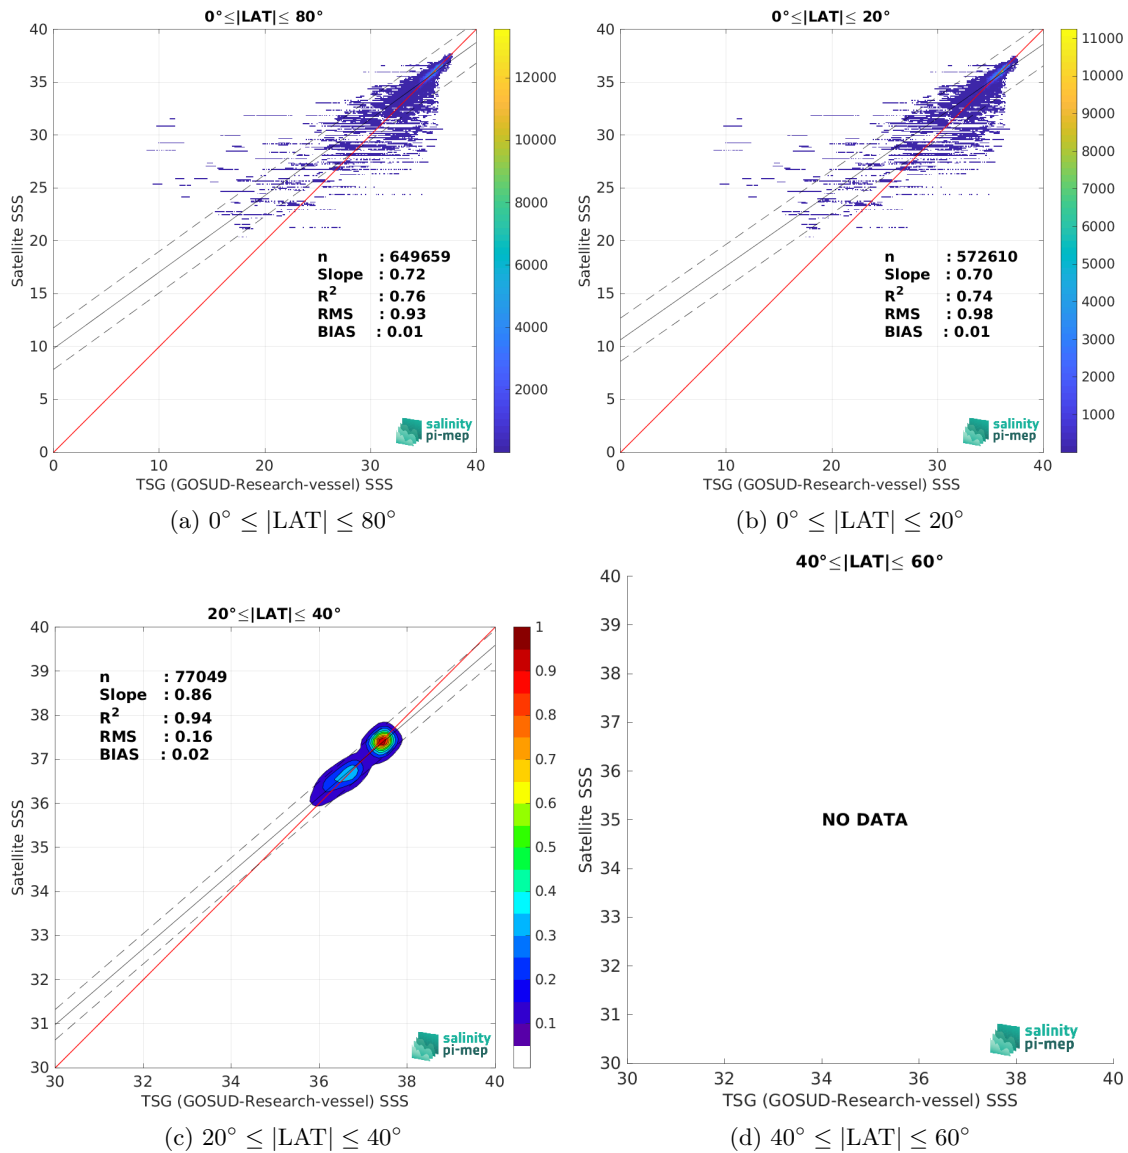 0°≤|LAT|≤ 80°
40
35
30
25
20
15
10
5
0
Satellite SSS
n : 649659
Slope : 0.72
R² : 0.76
RMS : 0.93
BIAS : 0.01
salinity
pi-mep
0 10 20 30 40
TSG (GOSUD-Research-vessel) SSS
12000
10000
8000
6000
4000
2000
(a) 0° ≤ |LAT| ≤ 80°
0°≤|LAT|≤ 20°
40
35
30
25
20
15
10
5
0
Satellite SSS
n : 572610
Slope : 0.70
R² : 0.74
RMS : 0.98
BIAS : 0.01
salinity
pi-mep
0 10 20 30 40
TSG (GOSUD-Research-vessel) SSS
11000
10000
9000
8000
7000
6000
5000
4000
3000
2000
1000
(b) 0° ≤ |LAT| ≤ 20°
20°≤|LAT|≤ 40°
40
39
38
37
36
35
34
33
32
31
30
Satellite SSS
n : 77049
Slope : 0.86
R² : 0.94
RMS : 0.16
BIAS : 0.02
salinity
pi-mep
30 32 34 36 38 40
TSG (GOSUD-Research-vessel) SSS
1
0.9
0.8
0.7
0.6
0.5
0.4
0.3
0.2
0.1
(c) 20° ≤ |LAT| ≤ 40°
40°≤|LAT|≤ 60°
40
39
38
37
36
35
34
33
32
31
30
Satellite SSS
NO DATA
salinity
pi-mep
30 32 34 36 38 40
TSG (GOSUD-Research-vessel) SSS
(d) 40° ≤ |LAT| ≤ 60°